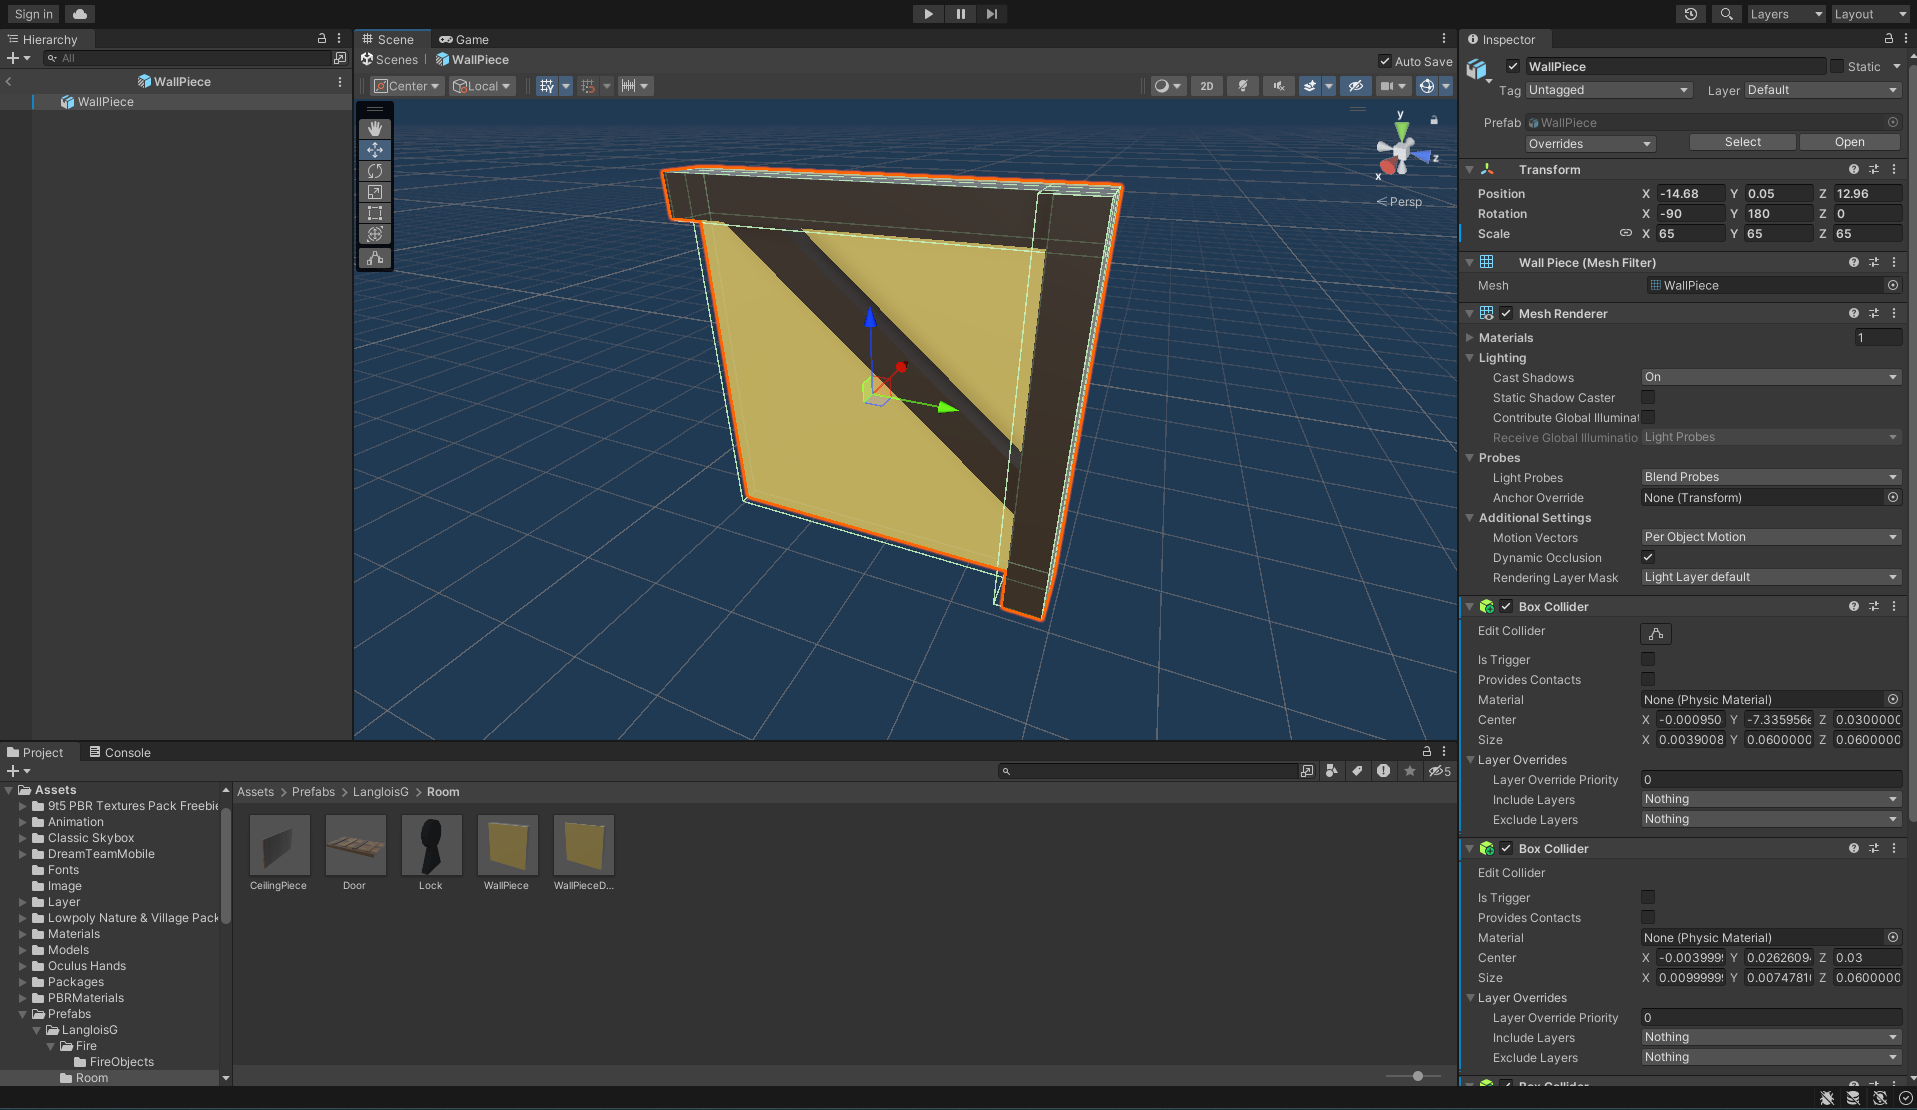 Sign in
Layers
Layout
Hierarchy
All
WallPiece
WallPiece
Scene
Game
Scenes | WallPiece
Auto Save
Center
Local
2D
y
z
x
Persp
Inspector
WallPiece
Static
Tag Untagged
Layer Default
Prefab WallPiece
Overrides
Select
Open
Transform
Position X -14.68 Y 0.05 Z 12.96
Rotation X -90 Y 180 Z 0
Scale X 65 Y 65 Z 65
Wall Piece (Mesh Filter)
Mesh WallPiece
Mesh Renderer
Materials 1
Lighting
Cast Shadows On
Static Shadow Caster
Contribute Global Illuminat
Receive Global Illuminatio Light Probes
Probes
Light Probes Blend Probes
Anchor Override None (Transform)
Additional Settings
Motion Vectors Per Object Motion
Dynamic Occlusion
Rendering Layer Mask Light Layer default
Box Collider
Edit Collider
Is Trigger
Provides Contacts
Material None (Physic Material)
Center X -0.000950 Y -7.335956e Z 0.0300000
Size X 0.0039008 Y 0.0600000 Z 0.0600000
Layer Overrides
Layer Override Priority 0
Include Layers Nothing
Exclude Layers Nothing
Box Collider
Edit Collider
Is Trigger
Provides Contacts
Material None (Physic Material)
Center X -0.003999 Y 0.0262609 Z 0.03
Size X 0.0099999 Y 0.0074781 Z 0.0600000
Layer Overrides
Layer Override Priority 0
Include Layers Nothing
Exclude Layers Nothing
Box Collider
Project
Console
5
Assets
9t5 PBR Textures Pack Freebie
Animation
Classic Skybox
DreamTeamMobile
Fonts
Image
Layer
Lowpoly Nature & Village Pack
Materials
Models
Oculus Hands
Packages
PBRMaterials
Prefabs
LangloisG
Fire
FireObjects
Room
Assets > Prefabs > LangloisG > Room
CeilingPiece
Door
Lock
WallPiece
WallPieceD...